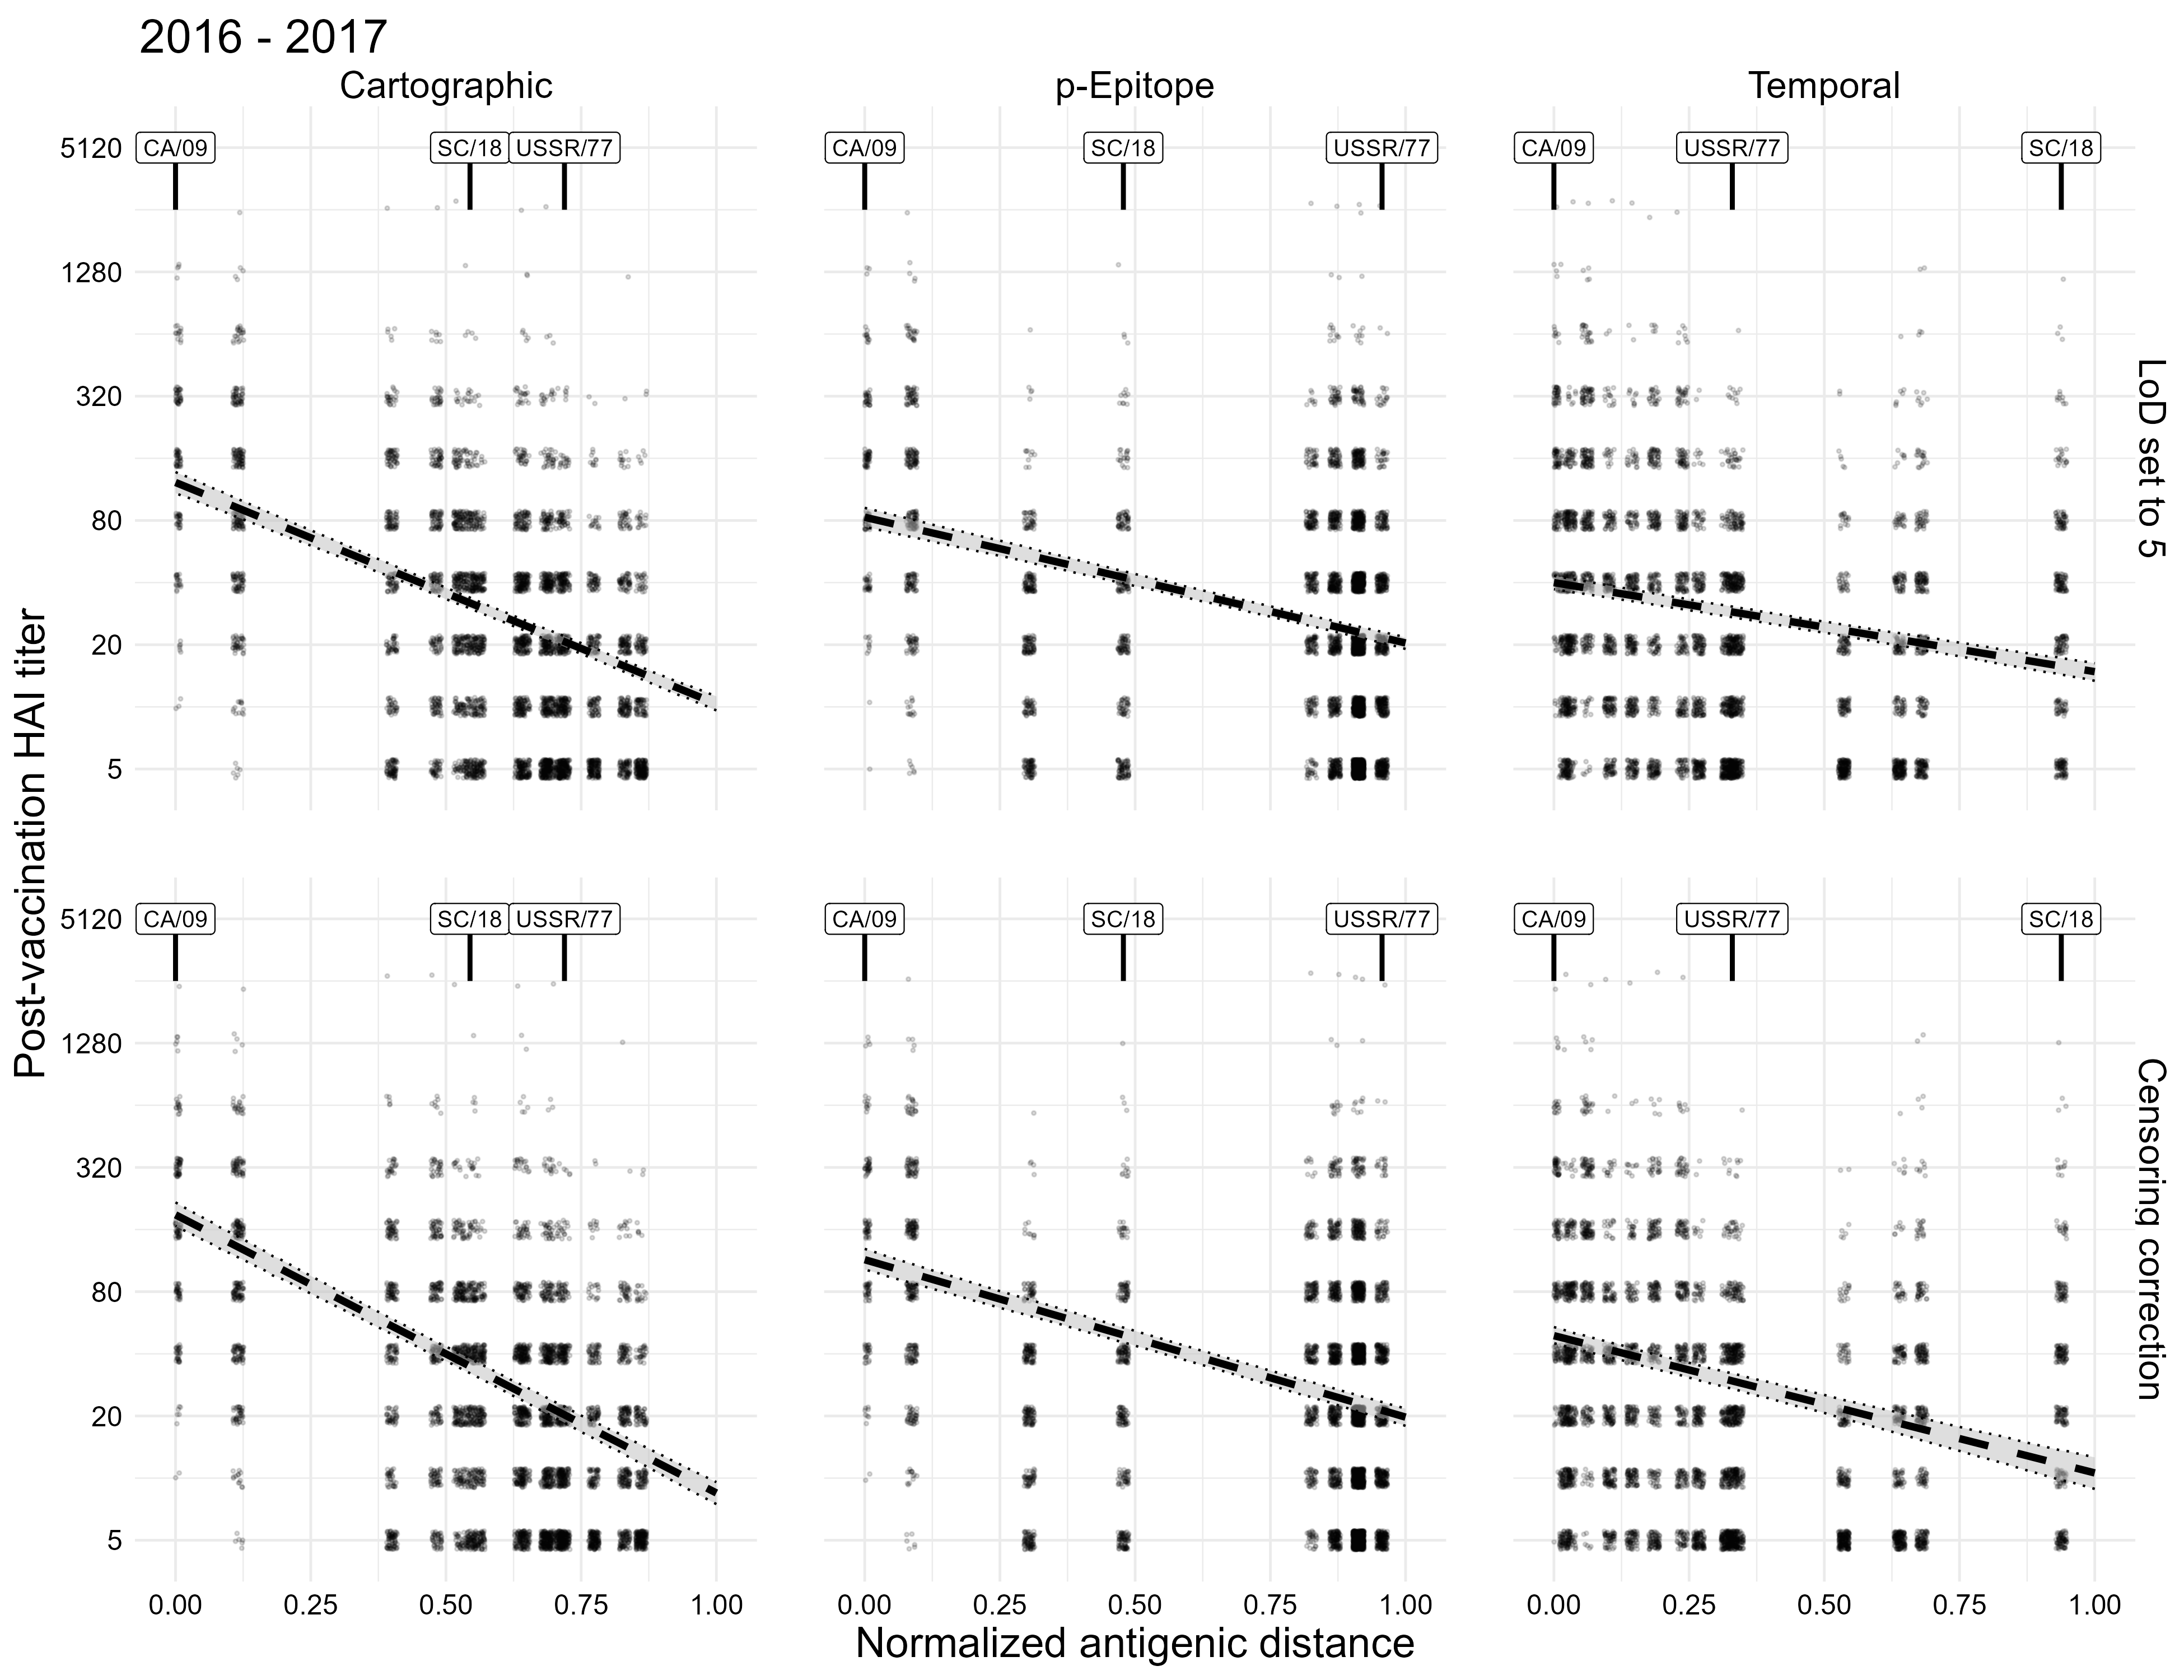 2016 - 2017
Cartographic
p-Epitope
Temporal
5120
1280
320
80
20
5
CA/09
SC/18
USSR/77
CA/09
SC/18
USSR/77
CA/09
USSR/77
SC/18
LoD set to 5
Post-vaccination HAI titer
5120
1280
320
80
20
5
CA/09
SC/18
USSR/77
CA/09
SC/18
USSR/77
CA/09
USSR/77
SC/18
Censoring correction
0.00 0.25 0.50 0.75 1.00
0.00 0.25 0.50 0.75 1.00
0.00 0.25 0.50 0.75 1.00
Normalized antigenic distance